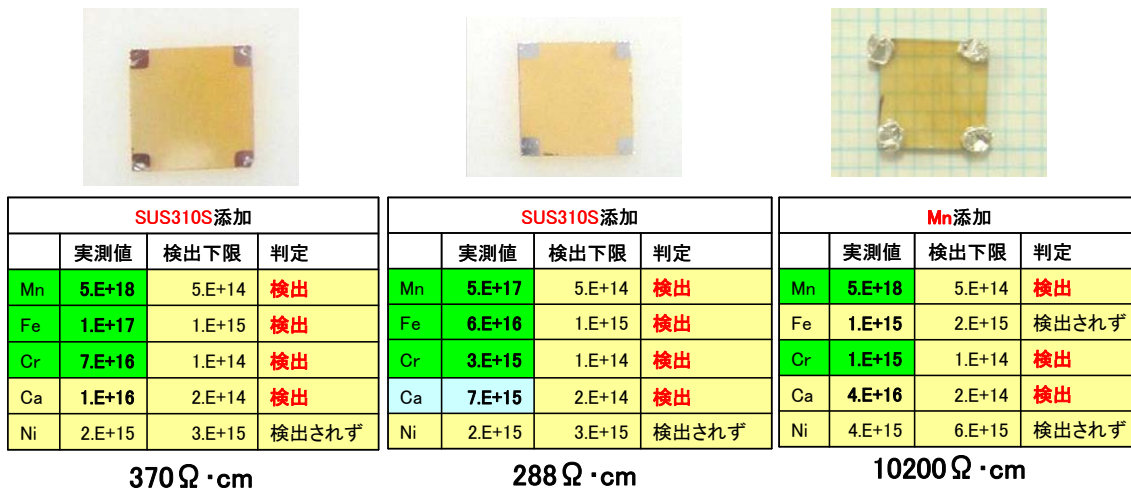 SUS310S添加
実測値 検出下限 判定
Mn 5.E+18 5.E+14 検出
Fe 1.E+17 1.E+15 検出
Cr 7.E+16 1.E+14 検出
Ca 1.E+16 2.E+14 検出
Ni 2.E+15 3.E+15 検出されず
370Ω・cm
SUS310S添加
実測値 検出下限 判定
Mn 5.E+17 5.E+14 検出
Fe 6.E+16 1.E+15 検出
Cr 3.E+15 1.E+14 検出
Ca 7.E+15 2.E+14 検出
Ni 2.E+15 3.E+15 検出されず
288Ω・cm
Mn添加
実測値 検出下限 判定
Mn 5.E+18 5.E+14 検出
Fe 1.E+15 2.E+15 検出されず
Cr 1.E+15 1.E+14 検出
Ca 4.E+16 2.E+14 検出
Ni 4.E+15 6.E+15 検出されず
10200Ω・cm